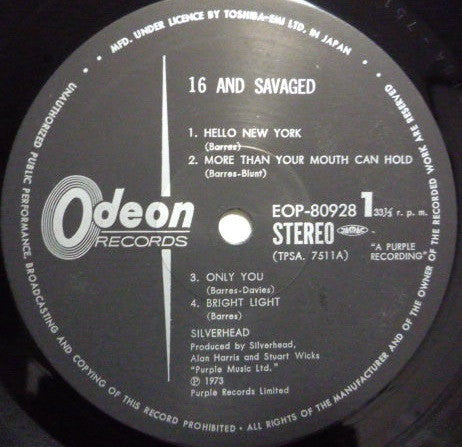 MFD. UNDER LICENCE BY TOSHIBA-EMI LTD. IN JAPAN
16 AND SAVAGED
1. HELLO NEW YORK
(Barres)
2. MORE THAN YOUR MOUTH CAN HOLD
(Barres-Blunt)
Odeon
RECORDS
EOP-80928 1 33⅓ r. p. m.
STEREO
(TPSA. 7511A)
"A PURPLE
RECORDING"
3. ONLY YOU
(Barres-Davies)
4. BRIGHT LIGHT
(Barres)
SILVERHEAD
Produced by Silverhead,
Alan Harris and Stuart Wicks
"Purple Music Ltd."
Ⓟ 1973
Purple Records Limited
UNAUTHORIZED PUBLIC PERFORMANCE, BROADCASTING AND COPYING OF THIS RECORD PROHIBITED • ALL RIGHTS OF THE MANUFACTURER AND OF THE OWNER OF THE RECORDED WORK ARE RESERVED